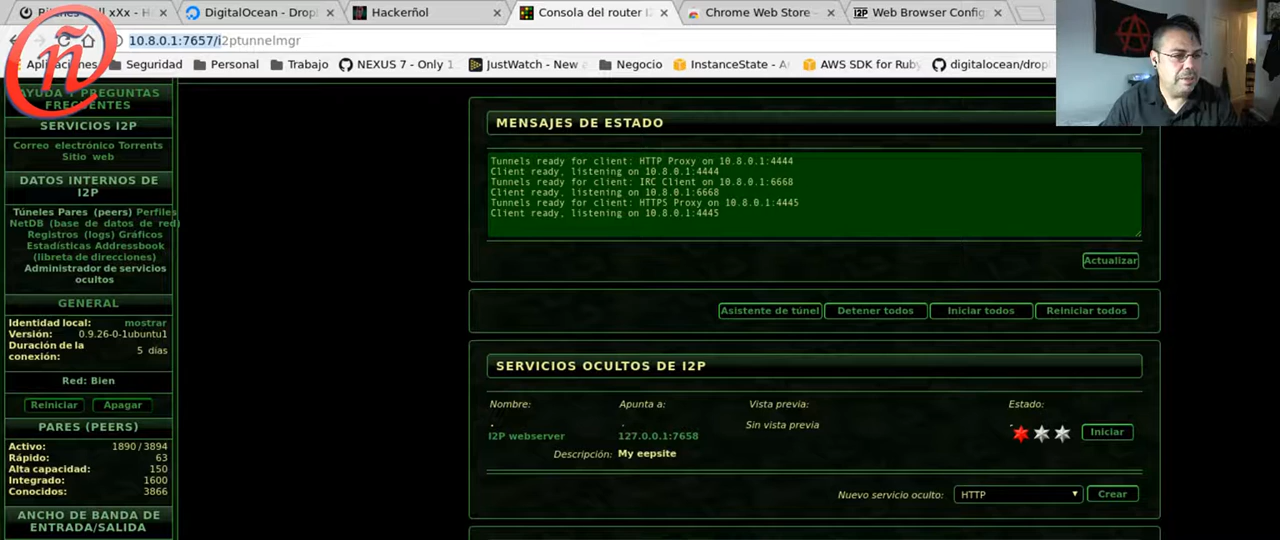 DigitalOcean - Dropl
Hackerñol
Consola del router I
Chrome Web Store -
Web Browser Config
10.8.0.1:7657/i2ptunnelmgr
Aplicaciones
Seguridad
Personal
Trabajo
NEXUS 7 - Only 1
JustWatch - New a
Negocio
InstanceState - A
AWS SDK for Ruby
digitalocean/dropl
ñ
AYUDA Y PREGUNTAS
FRECUENTES
SERVICIOS I2P
Correo electrónico Torrents
Sitio web
DATOS INTERNOS DE
I2P
Túneles Pares (peers) Perfiles
NetDB (base de datos de red)
Registros (logs) Gráficos
Estadísticas Addressbook
(libreta de direcciones)
Administrador de servicios
ocultos
GENERAL
Identidad local: mostrar
Versión: 0.9.26-0-1ubuntu1
Duración de la
conexión: 5 días
Red: Bien
Reiniciar
Apagar
PARES (PEERS)
Activo: 1890 / 3894
Rápido: 63
Alta capacidad: 150
Integrado: 1600
Conocidos: 3866
ANCHO DE BANDA DE
ENTRADA/SALIDA
MENSAJES DE ESTADO
Tunnels ready for client: HTTP Proxy on 10.8.0.1:4444
Client ready, listening on 10.8.0.1:4444
Tunnels ready for client: IRC Client on 10.8.0.1:6668
Client ready, listening on 10.8.0.1:6668
Tunnels ready for client: HTTPS Proxy on 10.8.0.1:4445
Client ready, listening on 10.8.0.1:4445
Actualizar
Asistente de túnel
Detener todos
Iniciar todos
Reiniciar todos
SERVICIOS OCULTOS DE I2P
Nombre:
Apunta a:
Vista previa:
Estado:
I2P webserver
127.0.0.1:7658
Sin vista previa
Iniciar
Descripción: My eepsite
Nuevo servicio oculto: HTTP
Crear